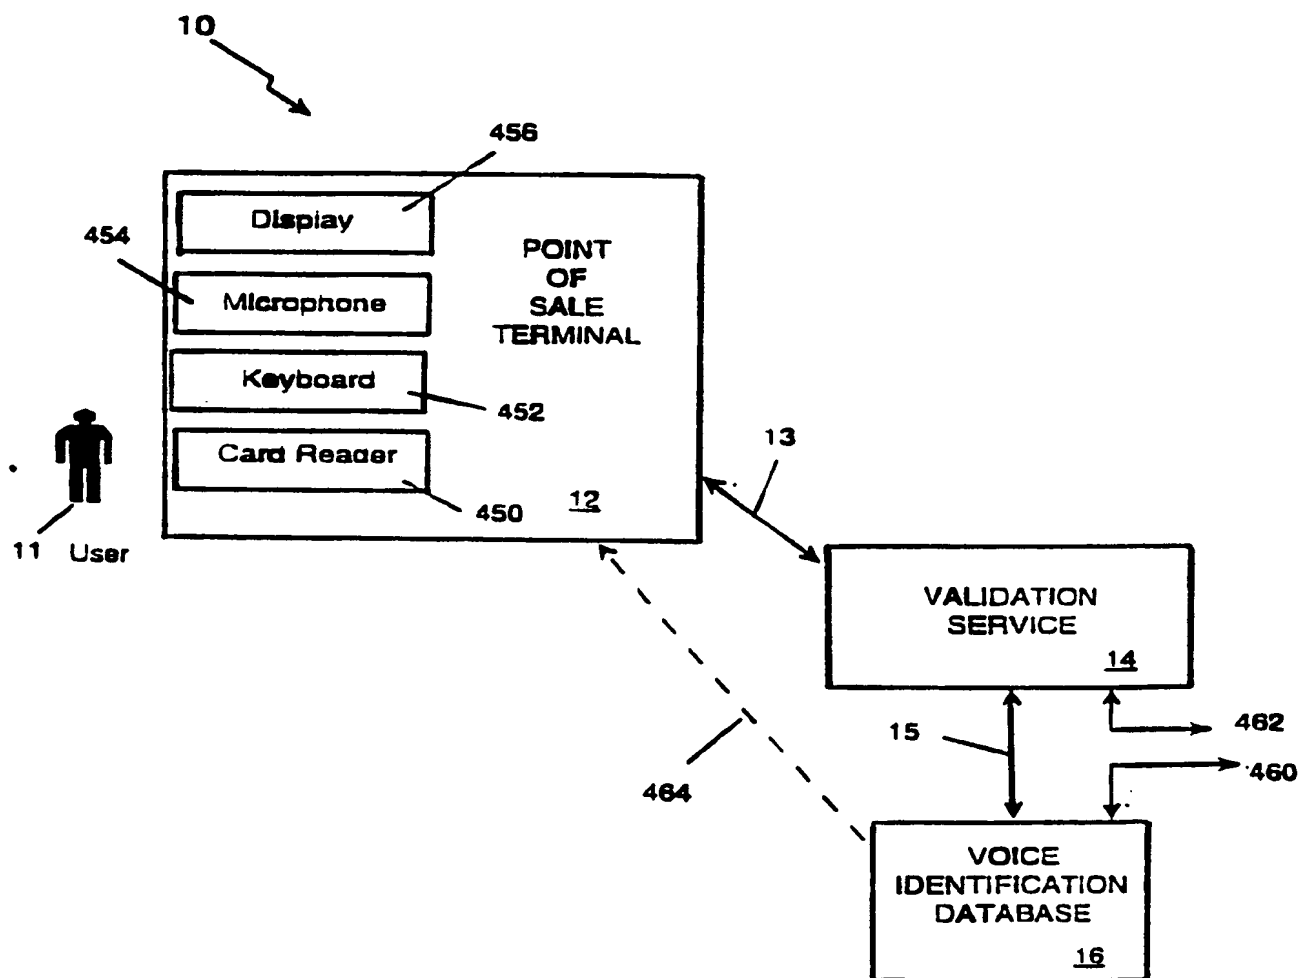 10
456
Display
454
POINT
OF
SALE
TERMINAL
Microphone
Keyboard
452
Card Reader
450
12
13
11 User
VALIDATION
SERVICE
14
15
462
460
464
VOICE
IDENTIFICATION
DATABASE
16